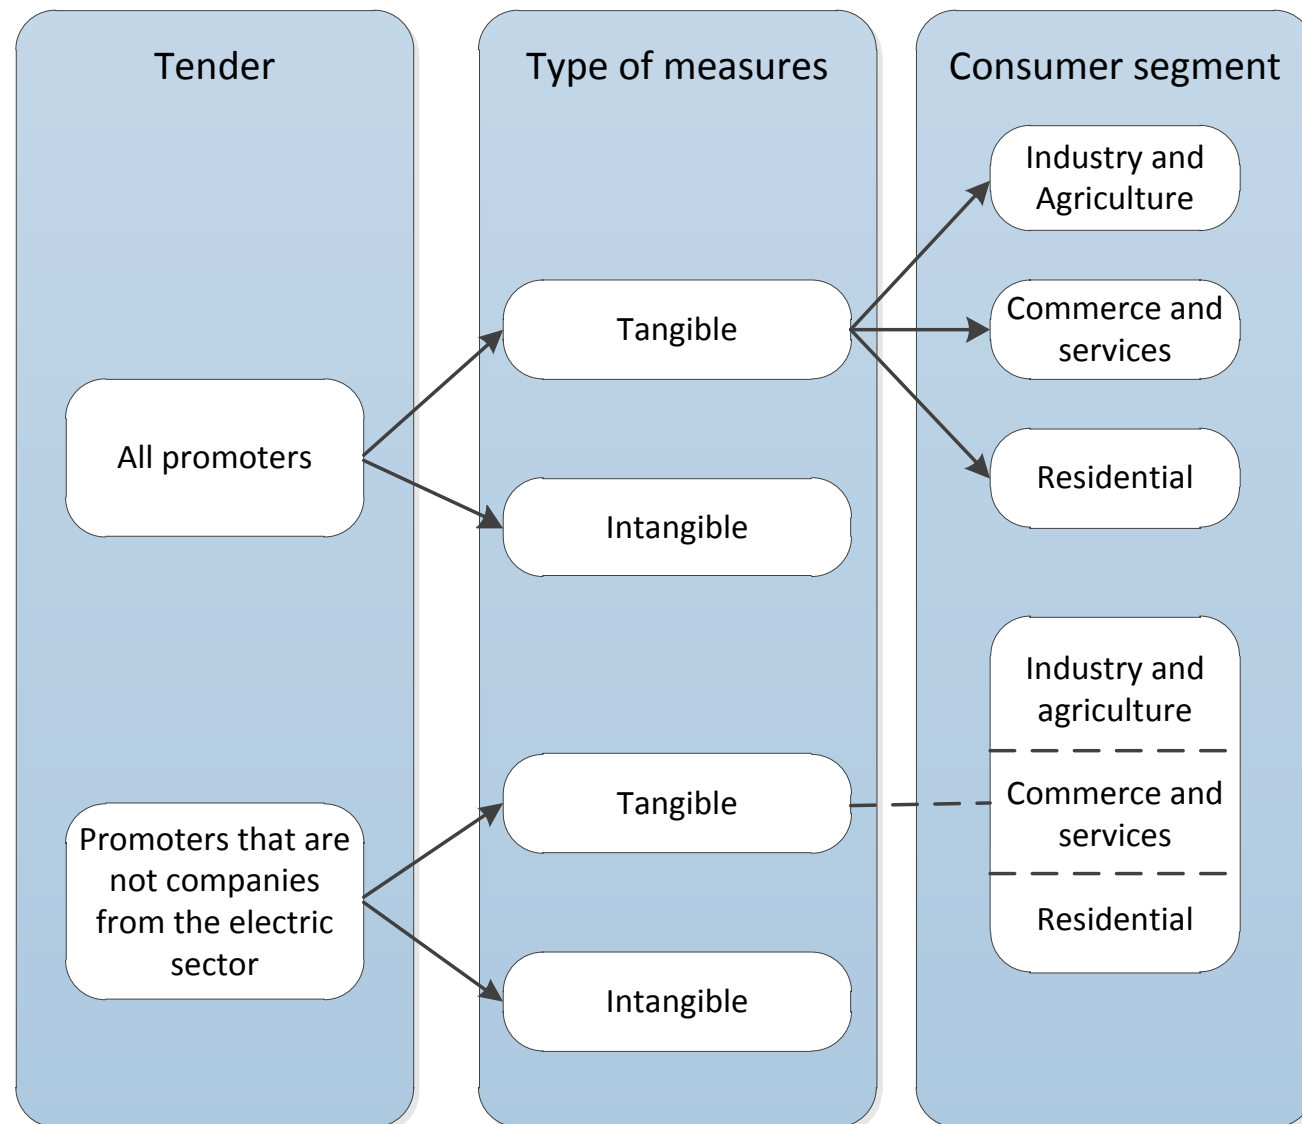 Tender
All promoters
Promoters that are
not companies
from the electric
sector
Type of measures
Tangible
Intangible
Tangible
Intangible
Consumer segment
Industry and
Agriculture
Commerce and
services
Residential
Industry and
agriculture
Commerce and
services
Residential